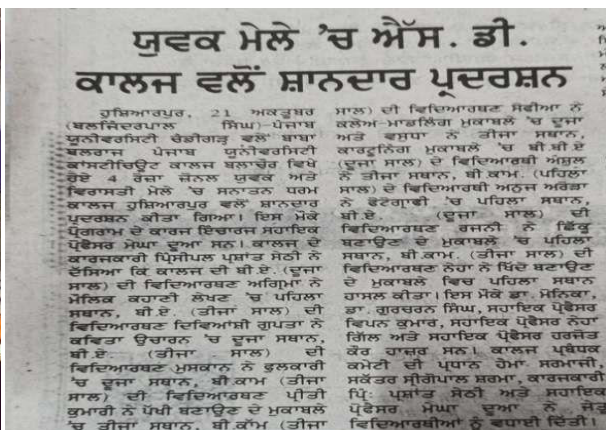 ਯੁਵਕ ਮੇਲੇ 'ਚ ਐੱਸ. ਡੀ.
ਕਾਲਜ ਵਲੋਂ ਸ਼ਾਨਦਾਰ ਪ੍ਰਦਰਸ਼ਨ
ਹੁਸ਼ਿਆਰਪੁਰ, 21 ਅਕਤੂਬਰ
(ਬਲਜਿੰਦਰਪਾਲ ਸਿੰਘ)-ਪੰਜਾਬ
ਯੂਨੀਵਰਸਿਟੀ ਚੰਡੀਗੜ੍ਹ ਵਲੋਂ ਬਾਬਾ
ਬਲਰਾਜ ਪੰਜਾਬ ਯੂਨੀਵਰਸਿਟੀ
ਕਾਂਸਟੀਚਿਊਟ ਕਾਲਜ ਬਲਾਚੌਰ ਵਿਖੇ
ਹੋਏ 4 ਰੋਜ਼ਾ ਜ਼ੋਨਲ ਯੁਵਕ ਅਤੇ
ਵਿਰਾਸਤੀ ਮੇਲੇ 'ਚ ਸਨਾਤਨ ਧਰਮ
ਕਾਲਜ ਹੁਸ਼ਿਆਰਪੁਰ ਵਲੋਂ ਸ਼ਾਨਦਾਰ
ਪ੍ਰਦਰਸ਼ਨ ਕੀਤਾ ਗਿਆ। ਇਸ ਮੌਕੇ
ਪ੍ਰੋਗਰਾਮ ਦੇ ਕਾਰਜ ਇੰਚਾਰਜ ਸਹਾਇਕ
ਪ੍ਰੋਫੈਸਰ ਮੇਘਾ ਦੂਆ ਸਨ। ਕਾਲਜ ਦੇ
ਕਾਰਜਕਾਰੀ ਪ੍ਰਿੰਸੀਪਲ ਪ੍ਰਸ਼ਾਂਤ ਸੇਠੀ ਨੇ
ਦੱਸਿਆ ਕਿ ਕਾਲਜ ਦੀ ਬੀ.ਏ. (ਦੂਜਾ
ਸਾਲ) ਦੀ ਵਿਦਿਆਰਥਣ ਅਗ੍ਰਿਮਾ ਨੇ
ਮੌਲਿਕ ਕਹਾਣੀ ਲੇਖਣ 'ਚ ਪਹਿਲਾ
ਸਥਾਨ, ਬੀ.ਏ. (ਤੀਜਾ ਸਾਲ) ਦੀ
ਵਿਦਿਆਰਥਣ ਦਿਵਿਆਂਸ਼ੀ ਗੁਪਤਾ ਨੇ
ਕਵਿਤਾ ਉਚਾਰਨ 'ਚ ਦੂਜਾ ਸਥਾਨ,
ਬੀ.ਏ. (ਤੀਜਾ ਸਾਲ) ਦੀ
ਵਿਦਿਆਰਥਣ ਮੁਸਕਾਨ ਨੇ ਫੁਲਕਾਰੀ
'ਚ ਦੂਜਾ ਸਥਾਨ, ਬੀ.ਕਾਮ (ਤੀਜਾ
ਸਾਲ) ਦੀ ਵਿਦਿਆਰਥਣ ਪ੍ਰੀਤੀ
ਕੁਮਾਰੀ ਨੇ ਪੱਖੀ ਬਣਾਉਣ ਦੇ ਮੁਕਾਬਲੇ
'ਚ ਤੀਜਾ ਸਥਾਨ, ਬੀ.ਕਾੱਮ (ਤੀਜਾ
ਸਾਲ) ਦੀ ਵਿਦਿਆਰਥਣ ਸੋਫੀਆ ਨੇ
ਕਲੇਅ-ਮਾਡਲਿੰਗ ਮੁਕਾਬਲੇ 'ਚ ਦੂਜਾ
ਅਤੇ ਵਸੁਧਾ ਨੇ ਤੀਜਾ ਸਥਾਨ,
ਕਾਰਟੂਨਿੰਗ ਮੁਕਾਬਲੇ 'ਚ ਬੀ.ਬੀ.ਏ
(ਦੂਜਾ ਸਾਲ) ਦੇ ਵਿਦਿਆਰਥੀ ਅੰਸ਼ੁਲ
ਨੇ ਤੀਜਾ ਸਥਾਨ, ਬੀ.ਕਾਮ. (ਪਹਿਲਾ
ਸਾਲ) ਦੇ ਵਿਦਿਆਰਥੀ ਅਨੁਜ ਅਰੋੜਾ
ਨੇ ਫੋਟੋਗ੍ਰਾਫੀ 'ਚ ਪਹਿਲਾ ਸਥਾਨ,
ਬੀ.ਏ. (ਦੂਜਾ ਸਾਲ) ਦੀ
ਵਿਦਿਆਰਥਣ ਰਜਨੀ ਨੇ ਛਿੱਕੂ
ਬਣਾਉਣ ਦੇ ਮੁਕਾਬਲੇ 'ਚ ਪਹਿਲਾ
ਸਥਾਨ, ਬੀ.ਕਾਮ. (ਤੀਜਾ ਸਾਲ) ਦੀ
ਵਿਦਿਆਰਥਣ ਨੇਹਾ ਨੇ ਖਿੱਦੋ ਬਣਾਉਣ
ਦੇ ਮੁਕਾਬਲੇ ਵਿਚ ਪਹਿਲਾ ਸਥਾਨ
ਹਾਸਲ ਕੀਤਾ। ਇਸ ਮੌਕੇ ਡਾ. ਮੋਨਿਕਾ,
ਡਾ. ਗੁਰਚਰਨ ਸਿੰਘ, ਸਹਾਇਕ ਪ੍ਰੋਫੈਸਰ
ਵਿਪਨ ਕੁਮਾਰ, ਸਹਾਇਕ ਪ੍ਰੋਫੈਸਰ ਨੇਹਾ
ਗਿੱਲ ਅਤੇ ਸਹਾਇਕ ਪ੍ਰੋਫੈਸਰ ਹਰਜੋਤ
ਕੌਰ ਹਾਜ਼ਰ ਸਨ। ਕਾਲਜ ਪ੍ਰਬੰਧਕ
ਕਮੇਟੀ ਦੀ ਪ੍ਰਧਾਨ ਹੇਮਾ ਸ਼ਰਮਾਜੀ,
ਸਕੱਤਰ ਸ੍ਰੀਗੋਪਾਲ ਸ਼ਰਮਾ, ਕਾਰਜਕਾਰੀ
ਪ੍ਰਿੰ: ਪ੍ਰਸ਼ਾਂਤ ਸੇਠੀ ਅਤੇ ਸਹਾਇਕ
ਪ੍ਰੋਫੈਸਰ ਮੇਘਾ ਦੂਆ ਨੇ ਜੇਤੂ
ਵਿਦਿਆਰਥੀਆਂ ਨੂੰ ਵਧਾਈ ਦਿੱਤੀ।